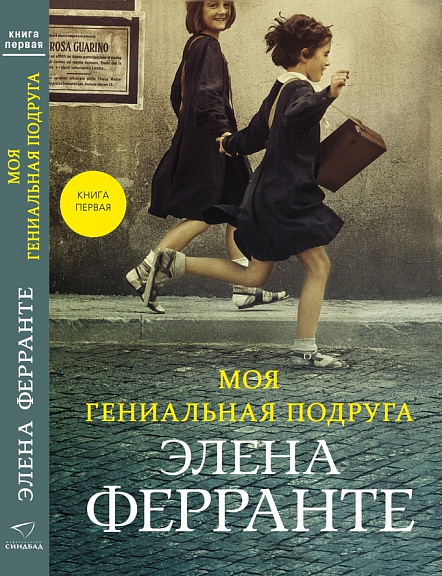 книга
первая
МОЯ
ГЕНИАЛЬНАЯ ПОДРУГА
ЭЛЕНА ФЕРРАНТЕ
СИНДБАД
ROSA GUARINO
КНИГА
ПЕРВАЯ
МОЯ
ГЕНИАЛЬНАЯ ПОДРУГА
ЭЛЕНА
ФЕРРАНТЕ